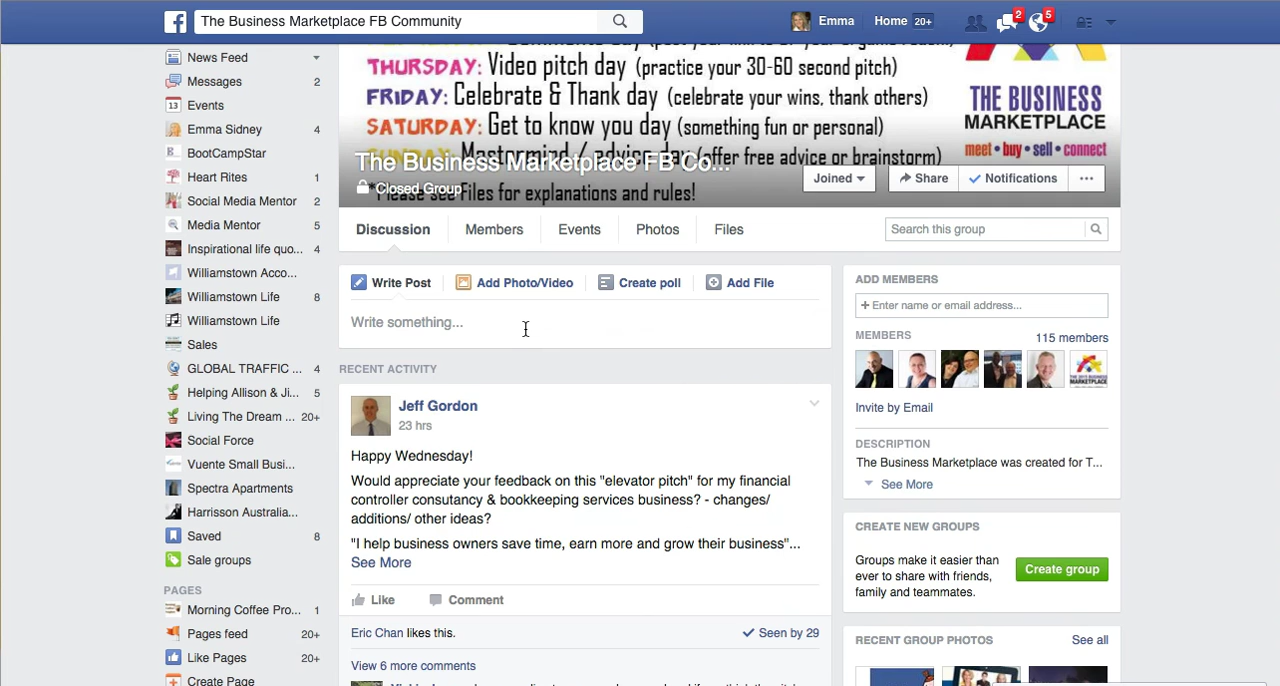 The Business Marketplace FB Community
Emma
Home 20+
2
5
News Feed
Messages 2
13 Events
Emma Sidney 4
BootCampStar
Heart Rites 1
Social Media Mentor 2
Media Mentor 5
Inspirational life quo... 4
Williamstown Acco...
Williamstown Life 8
Williamstown Life
Sales
GLOBAL TRAFFIC ... 4
Helping Allison & Ji... 5
Living The Dream ... 20+
Social Force
Vuente Small Busi...
Spectra Apartments
Harrisson Australia...
Saved 8
Sale groups
PAGES
Morning Coffee Pro... 1
Pages feed 20+
Like Pages 20+
Create Page
THURSDAY: Video pitch day (practice your 30-60 second pitch)
FRIDAY: Celebrate & Thank day (celebrate your wins, thank others)
SATURDAY: Get to know you day (something fun or personal)
SUNDAY: Mastermind / advice day (offer free advice or brainstorm)
*Please see Files for explanations and rules!
THE BUSINESS
MARKETPLACE
meet • buy • sell • connect
The Business Marketplace FB Co...
Closed Group
Joined
Share
Notifications
Discussion
Members
Events
Photos
Files
Search this group
Write Post
Add Photo/Video
Create poll
Add File
Write something...
RECENT ACTIVITY
Jeff Gordon
23 hrs
Happy Wednesday!
Would appreciate your feedback on this "elevator pitch" for my financial
controller consutancy & bookkeeping services business? - changes/
additions/ other ideas?
"I help business owners save time, earn more and grow their business"...
See More
Like
Comment
Eric Chan likes this.
Seen by 29
View 6 more comments
ADD MEMBERS
+ Enter name or email address...
MEMBERS
115 members
Invite by Email
DESCRIPTION
The Business Marketplace was created for T...
See More
CREATE NEW GROUPS
Groups make it easier than
ever to share with friends,
family and teammates.
Create group
RECENT GROUP PHOTOS
See all